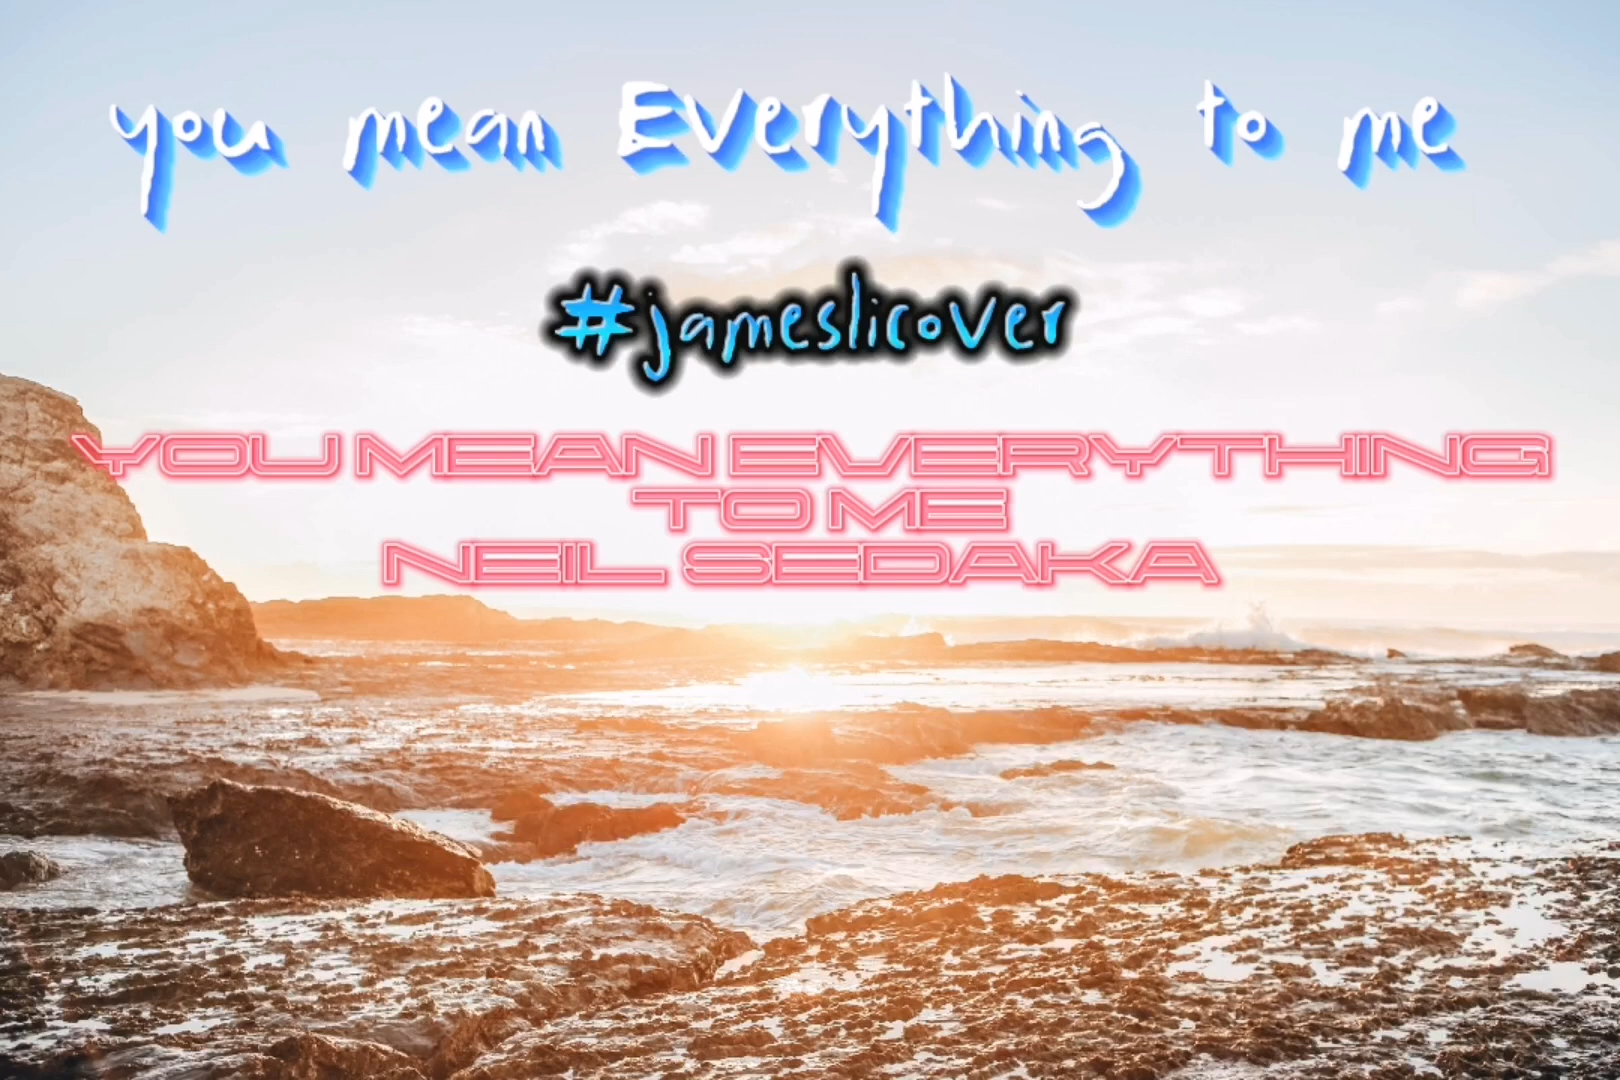 you mean Everything to me
#jameslicover
YOU MEAN EVERYTHING
TO ME
NEIL SEDAKA